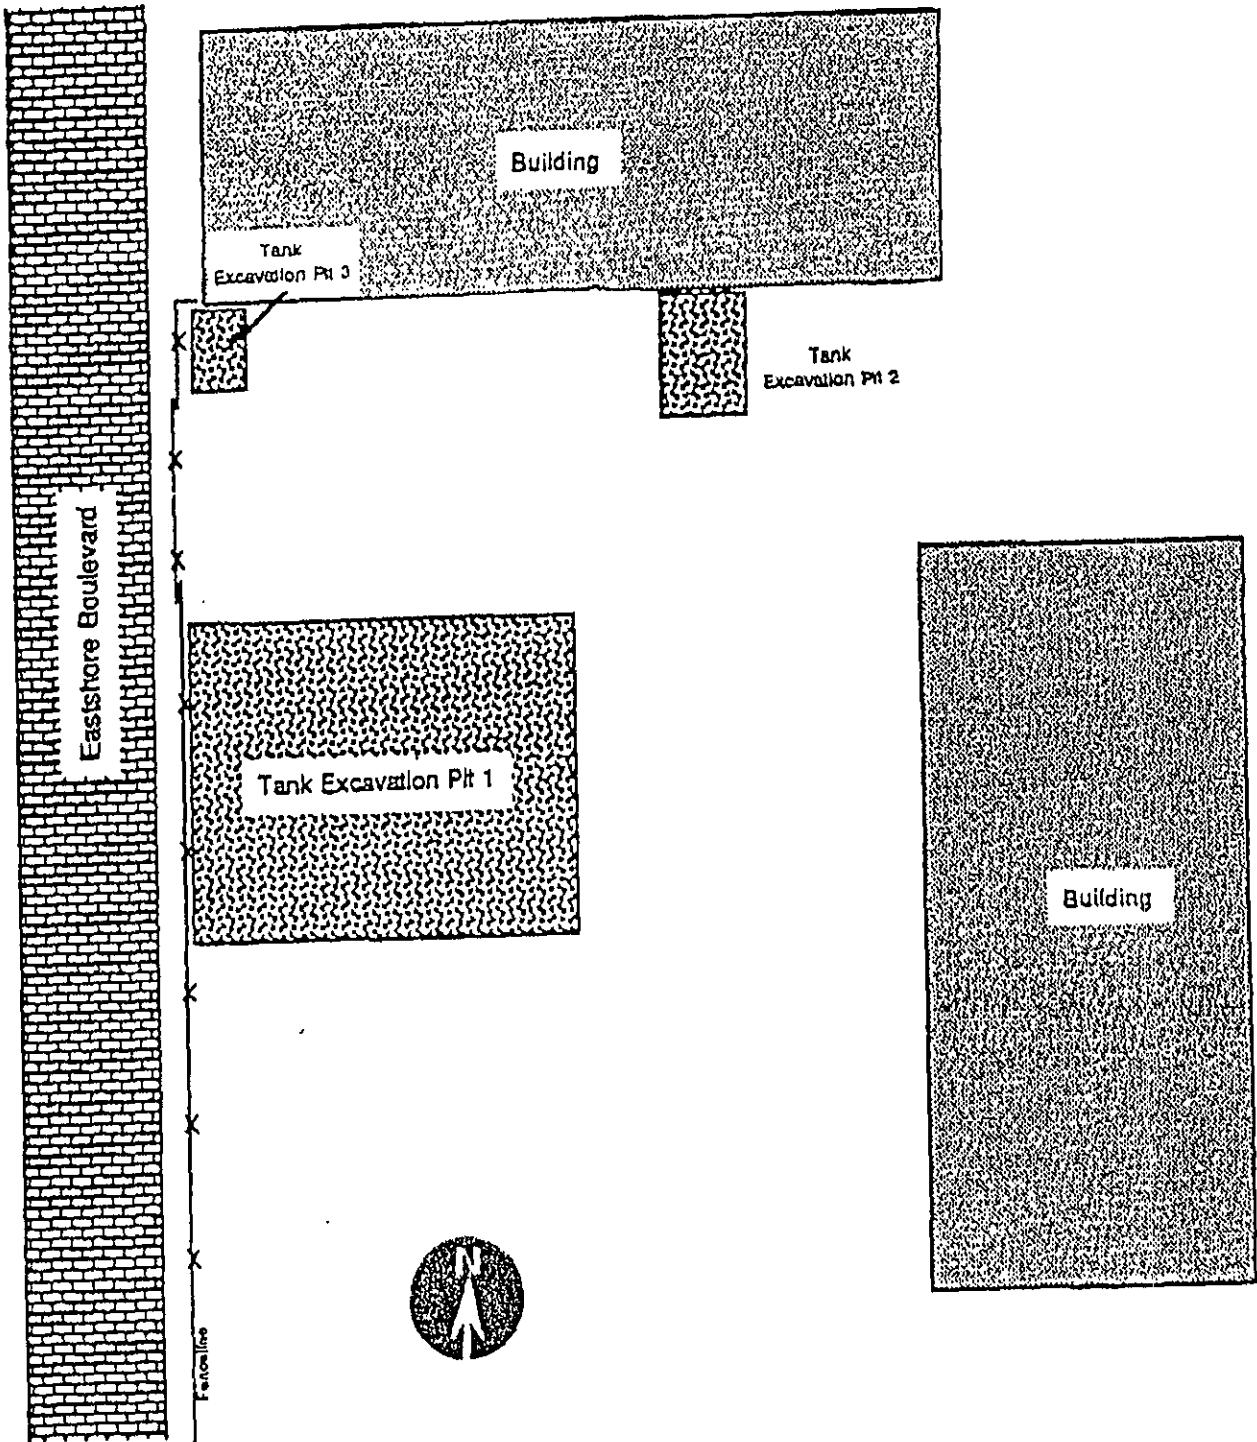 Building
Tank
Excavation Pit 3
Tank
Excavation Pit 2
Eastshore Boulevard
Tank Excavation Pit 1
Building
N
Fenceline